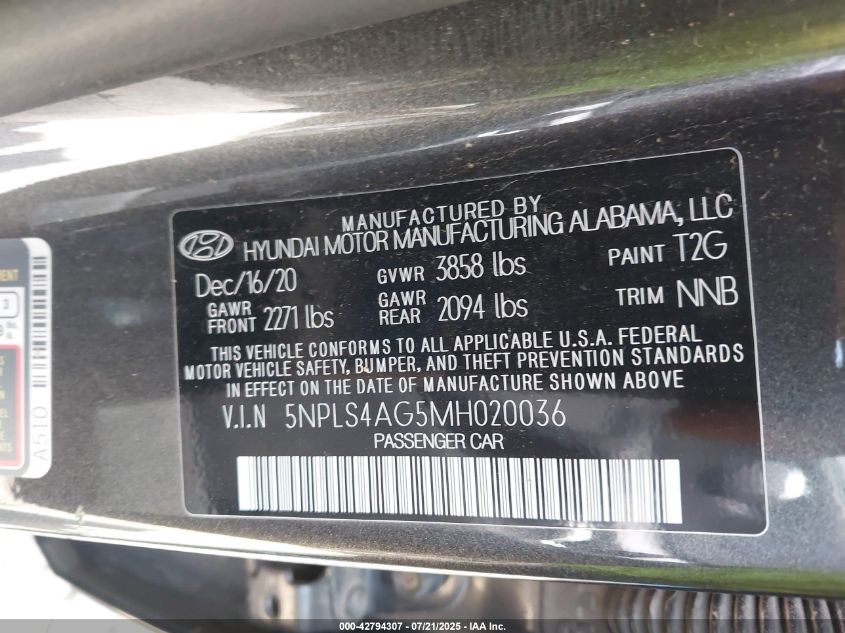 MANUFACTURED BY
HYUNDAI MOTOR MANUFACTURING ALABAMA, LLC
Dec/16/20 GVWR 3858 lbs PAINT T2G
GAWR FRONT 2271 lbs GAWR REAR 2094 lbs TRIM NNB
THIS VEHICLE CONFORMS TO ALL APPLICABLE U.S.A. FEDERAL
MOTOR VEHICLE SAFETY, BUMPER, AND THEFT PREVENTION STANDARDS
IN EFFECT ON THE DATE OF MANUFACTURE SHOWN ABOVE
V.I.N 5NPLS4AG5MH020036
PASSENGER CAR
3
A510
000-42794307 - 07/21/2025 - IAA Inc.